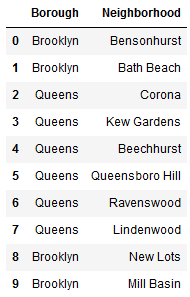 Borough Neighborhood
0 Brooklyn Bensonhurst
1 Brooklyn Bath Beach
2 Queens Corona
3 Queens Kew Gardens
4 Queens Beechhurst
5 Queens Queensboro Hill
6 Queens Ravenswood
7 Queens Lindenwood
8 Brooklyn New Lots
9 Brooklyn Mill Basin